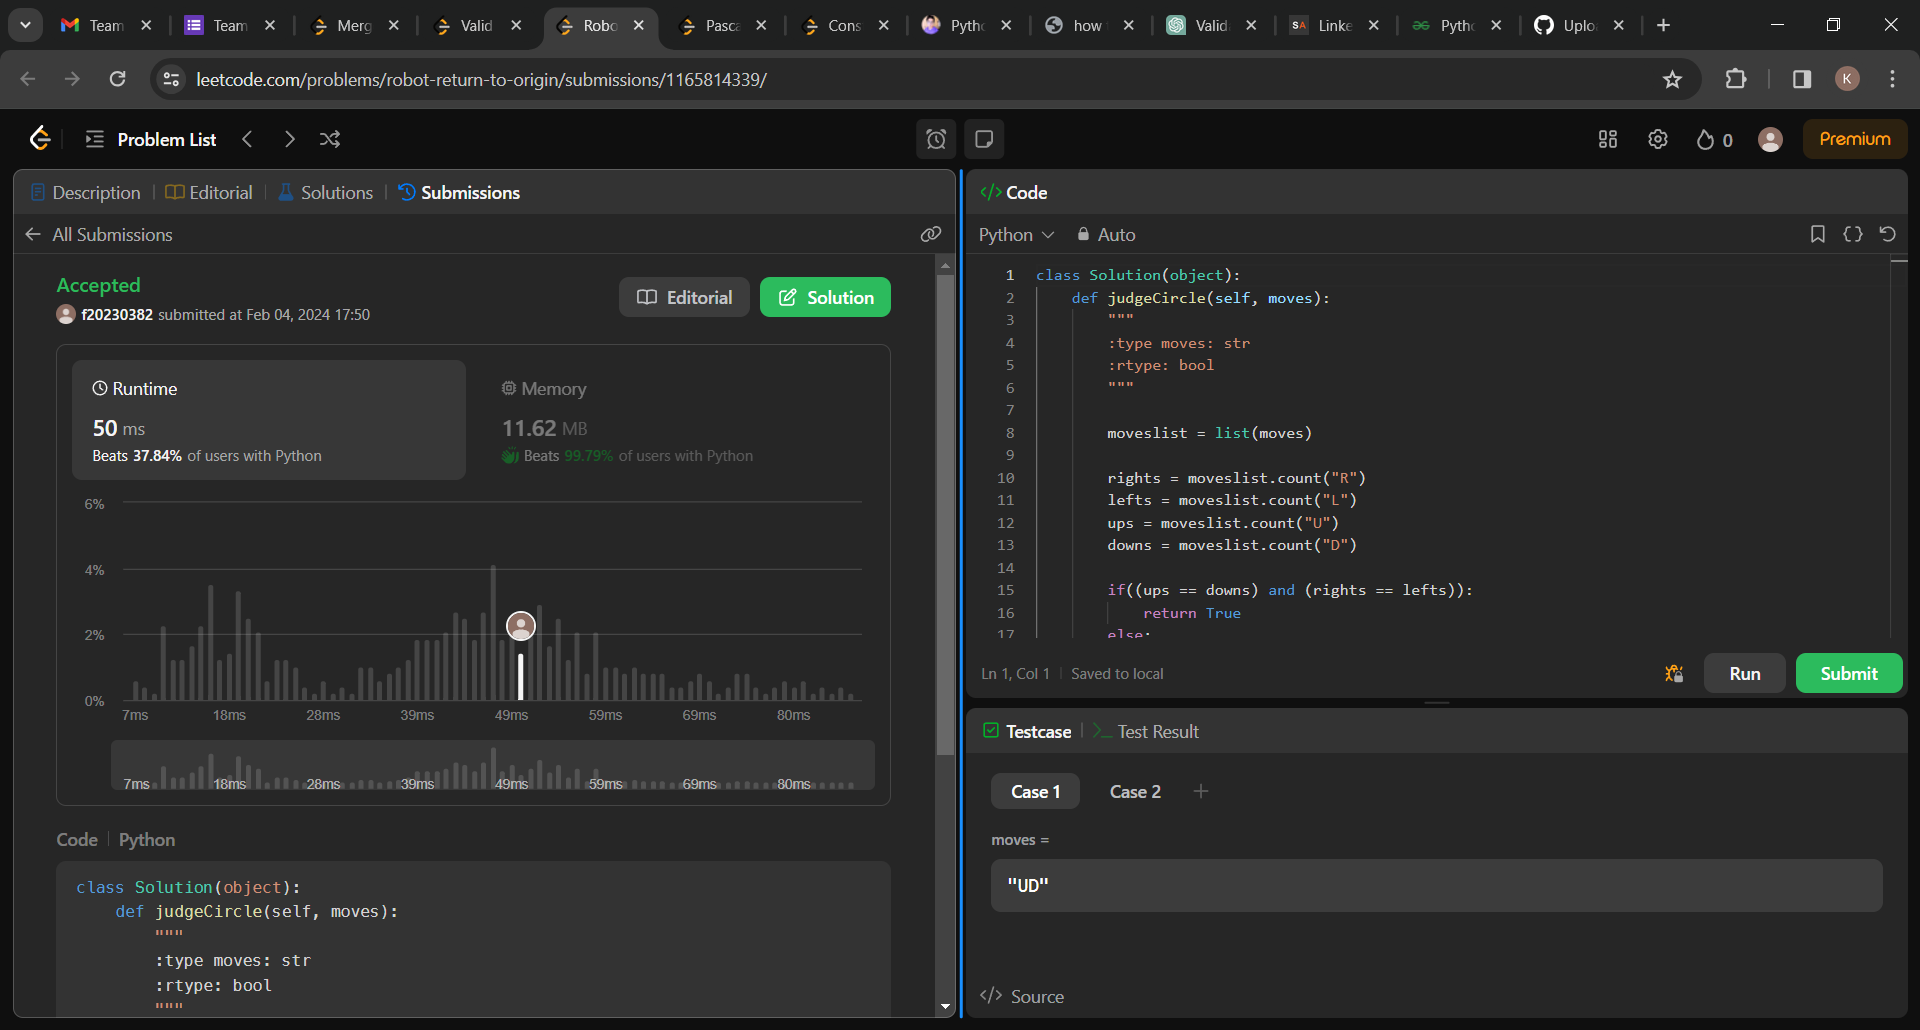 Team
Team
Merg
Valid
Robo
Pasca
Cons
Pytho
how
Valid
SA Linke
Pytho
Uplo
leetcode.com/problems/robot-return-to-origin/submissions/1165814339/
K
Problem List
0
Premium
Description
Editorial
Solutions
Submissions
All Submissions
Accepted
f20230382 submitted at Feb 04, 2024 17:50
Editorial
Solution
Runtime
50 ms
Beats 37.84% of users with Python
Memory
11.62 MB
Beats 99.79% of users with Python
6%
4%
2%
0%
7ms 18ms 28ms 39ms 49ms 59ms 69ms 80ms
7ms 18ms 28ms 39ms 49ms 59ms 69ms 80ms
Code Python
class Solution(object):
def judgeCircle(self, moves):
"""
:type moves: str
:rtype: bool
"""
</> Code
Python
Auto
1 class Solution(object):
2 def judgeCircle(self, moves):
3 """
4 :type moves: str
5 :rtype: bool
6 """
7
8 moveslist = list(moves)
9
10 rights = moveslist.count("R")
11 lefts = moveslist.count("L")
12 ups = moveslist.count("U")
13 downs = moveslist.count("D")
14
15 if((ups == downs) and (rights == lefts)):
16 return True
17 else:
Ln 1, Col 1 Saved to local
Run
Submit
Testcase
Test Result
Case 1
Case 2
moves =
"UD"
</> Source